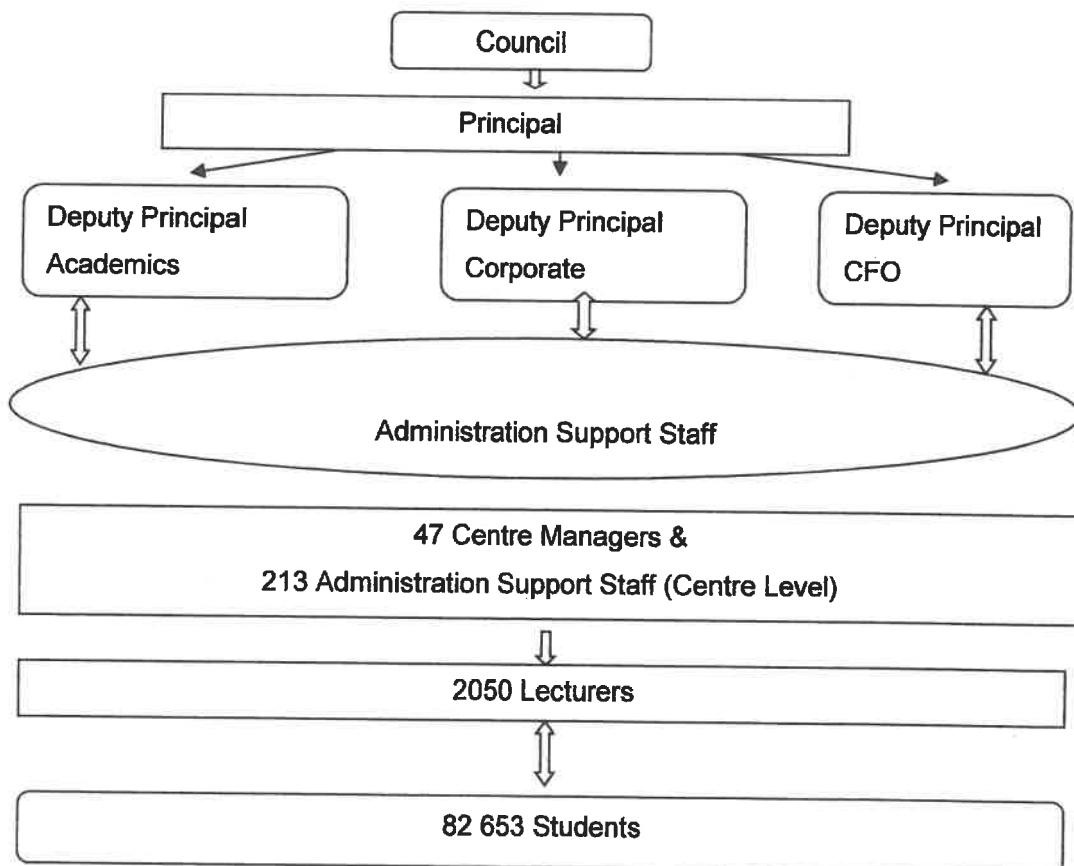 Council
Principal
Deputy Principal
Academics
Deputy Principal
Corporate
Deputy Principal
CFO
Administration Support Staff
47 Centre Managers &
213 Administration Support Staff (Centre Level)
2050 Lecturers
82 653 Students